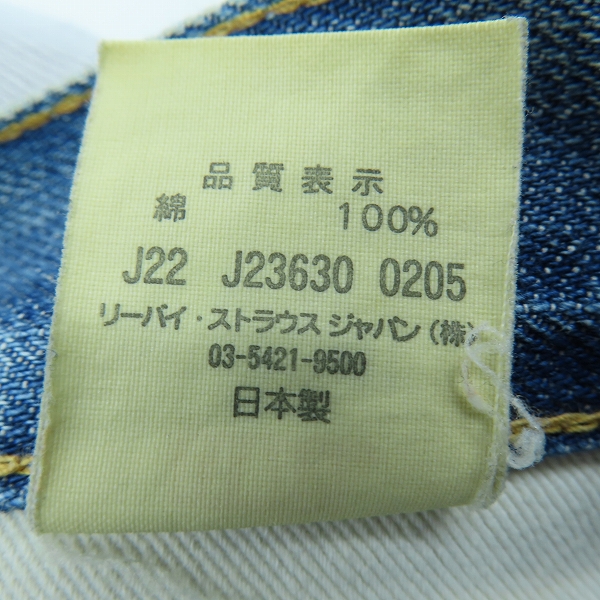 品質表示
綿 100%
J22 J23630 0205
リーバイ・ストラウス ジャパン(株)
03-5421-9500
日本製